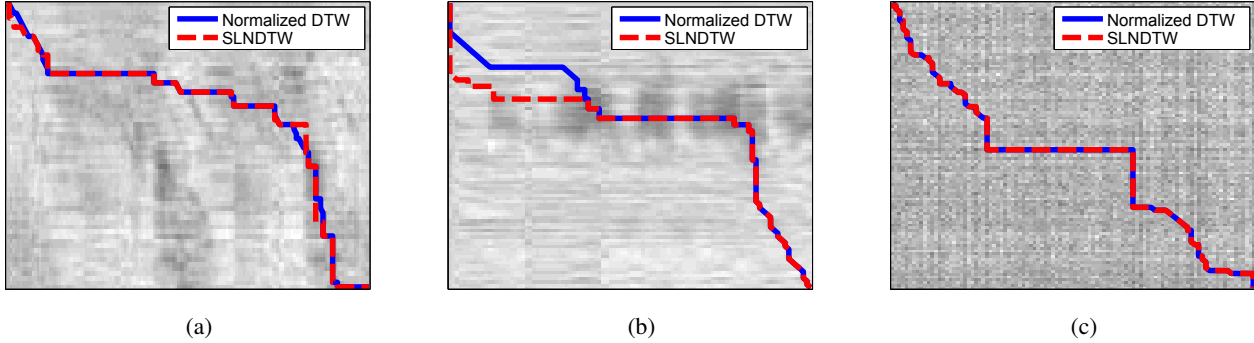 Normalized DTW
SLNDTW
Normalized DTW
SLNDTW
Normalized DTW
SLNDTW
(a)
(b)
(c)